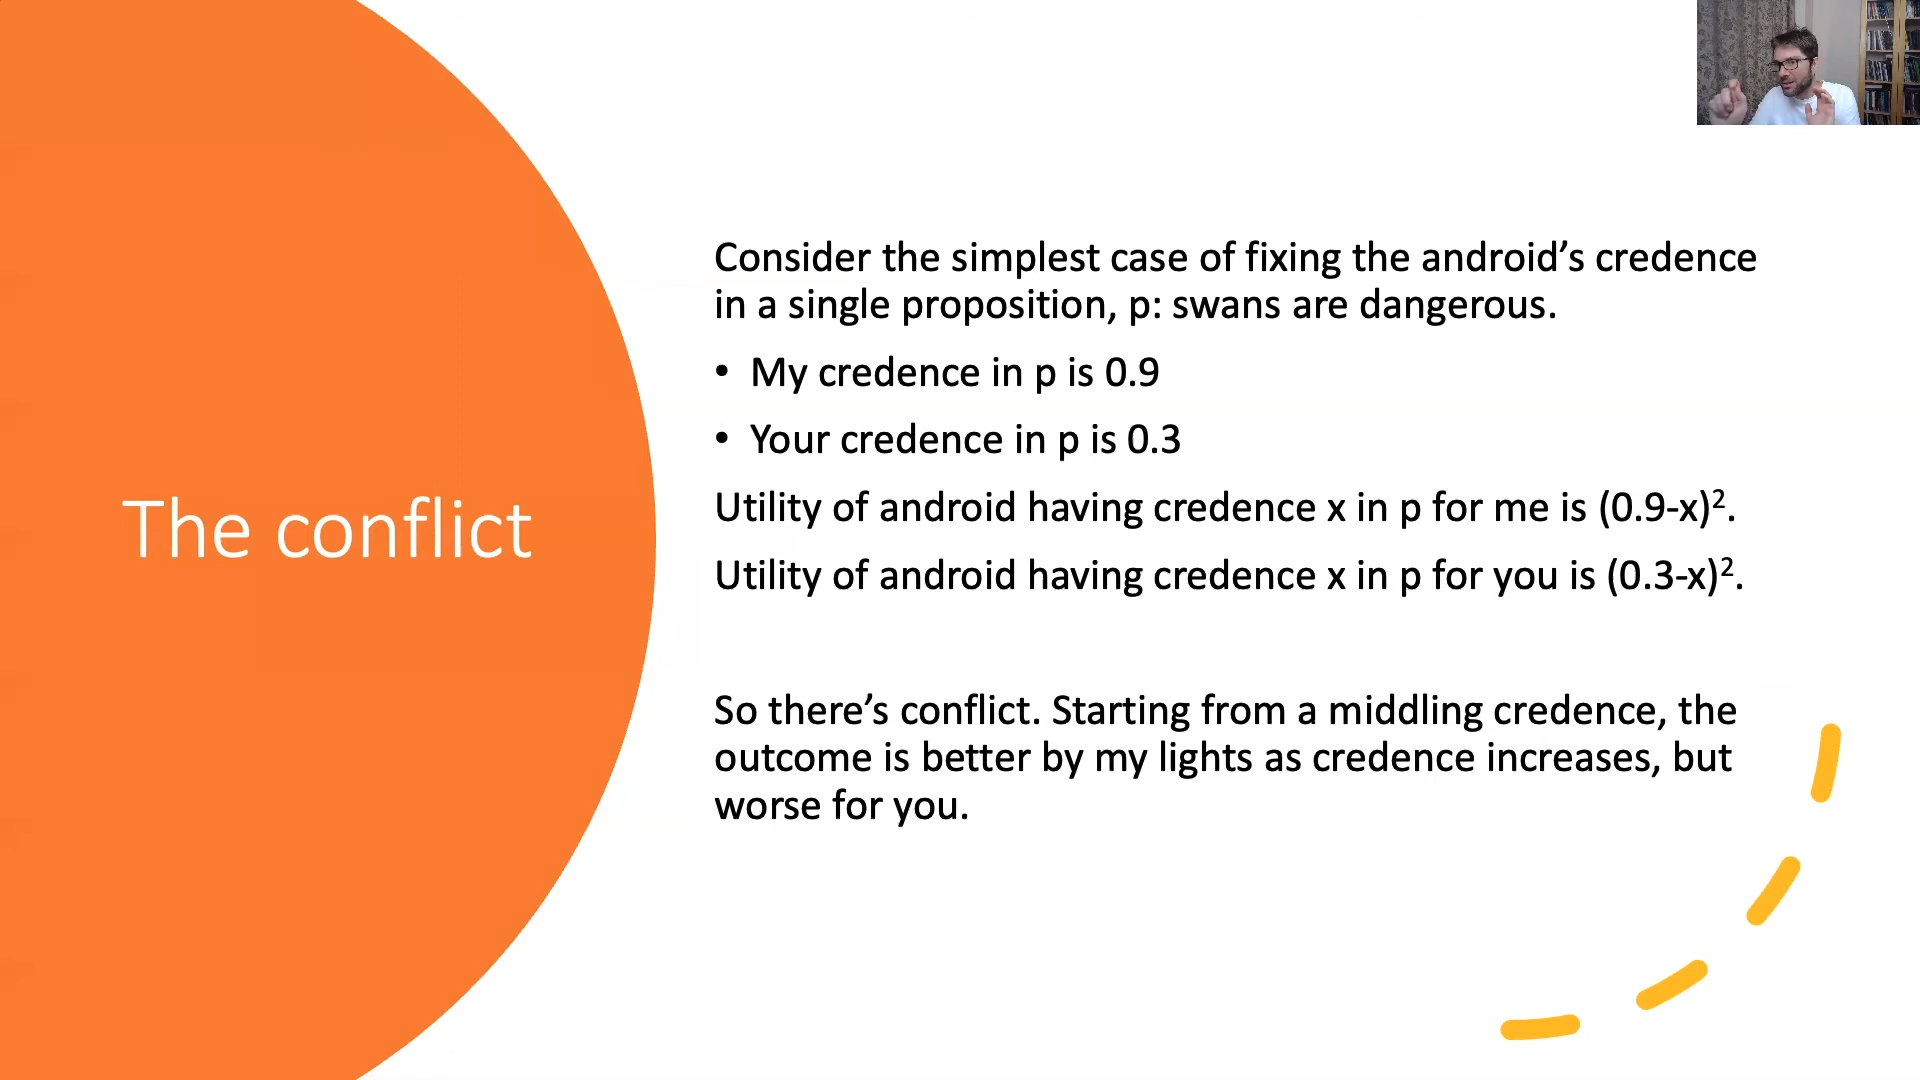 The conflict
Consider the simplest case of fixing the android’s credence
in a single proposition, p: swans are dangerous.
• My credence in p is 0.9
• Your credence in p is 0.3
Utility of android having credence x in p for me is (0.9-x)².
Utility of android having credence x in p for you is (0.3-x)².
So there’s conflict. Starting from a middling credence, the
outcome is better by my lights as credence increases, but
worse for you.